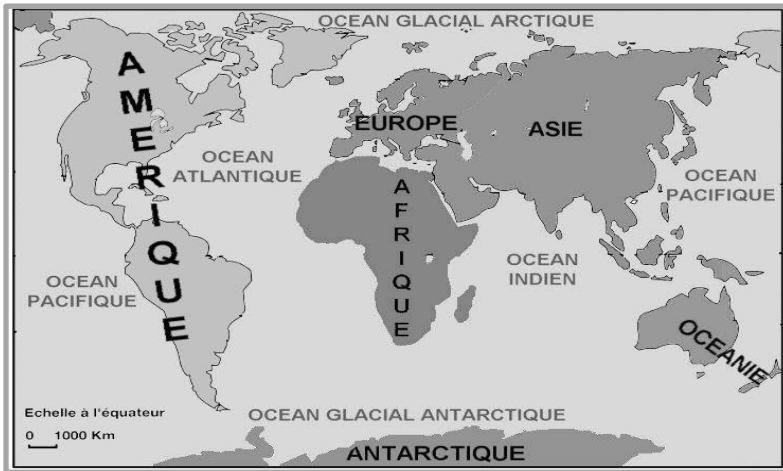 OCEAN GLACIAL ARCTIQUE
AMERIQUE
EUROPE
ASIE
OCEAN
ATLANTIQUE
AFRIQUE
OCEAN
PACIFIQUE
OCEAN
INDIEN
OCEAN
PACIFIQUE
OCEANIE
Echelle à l'équateur
0 1000 Km
OCEAN GLACIAL ANTARCTIQUE
ANTARCTIQUE